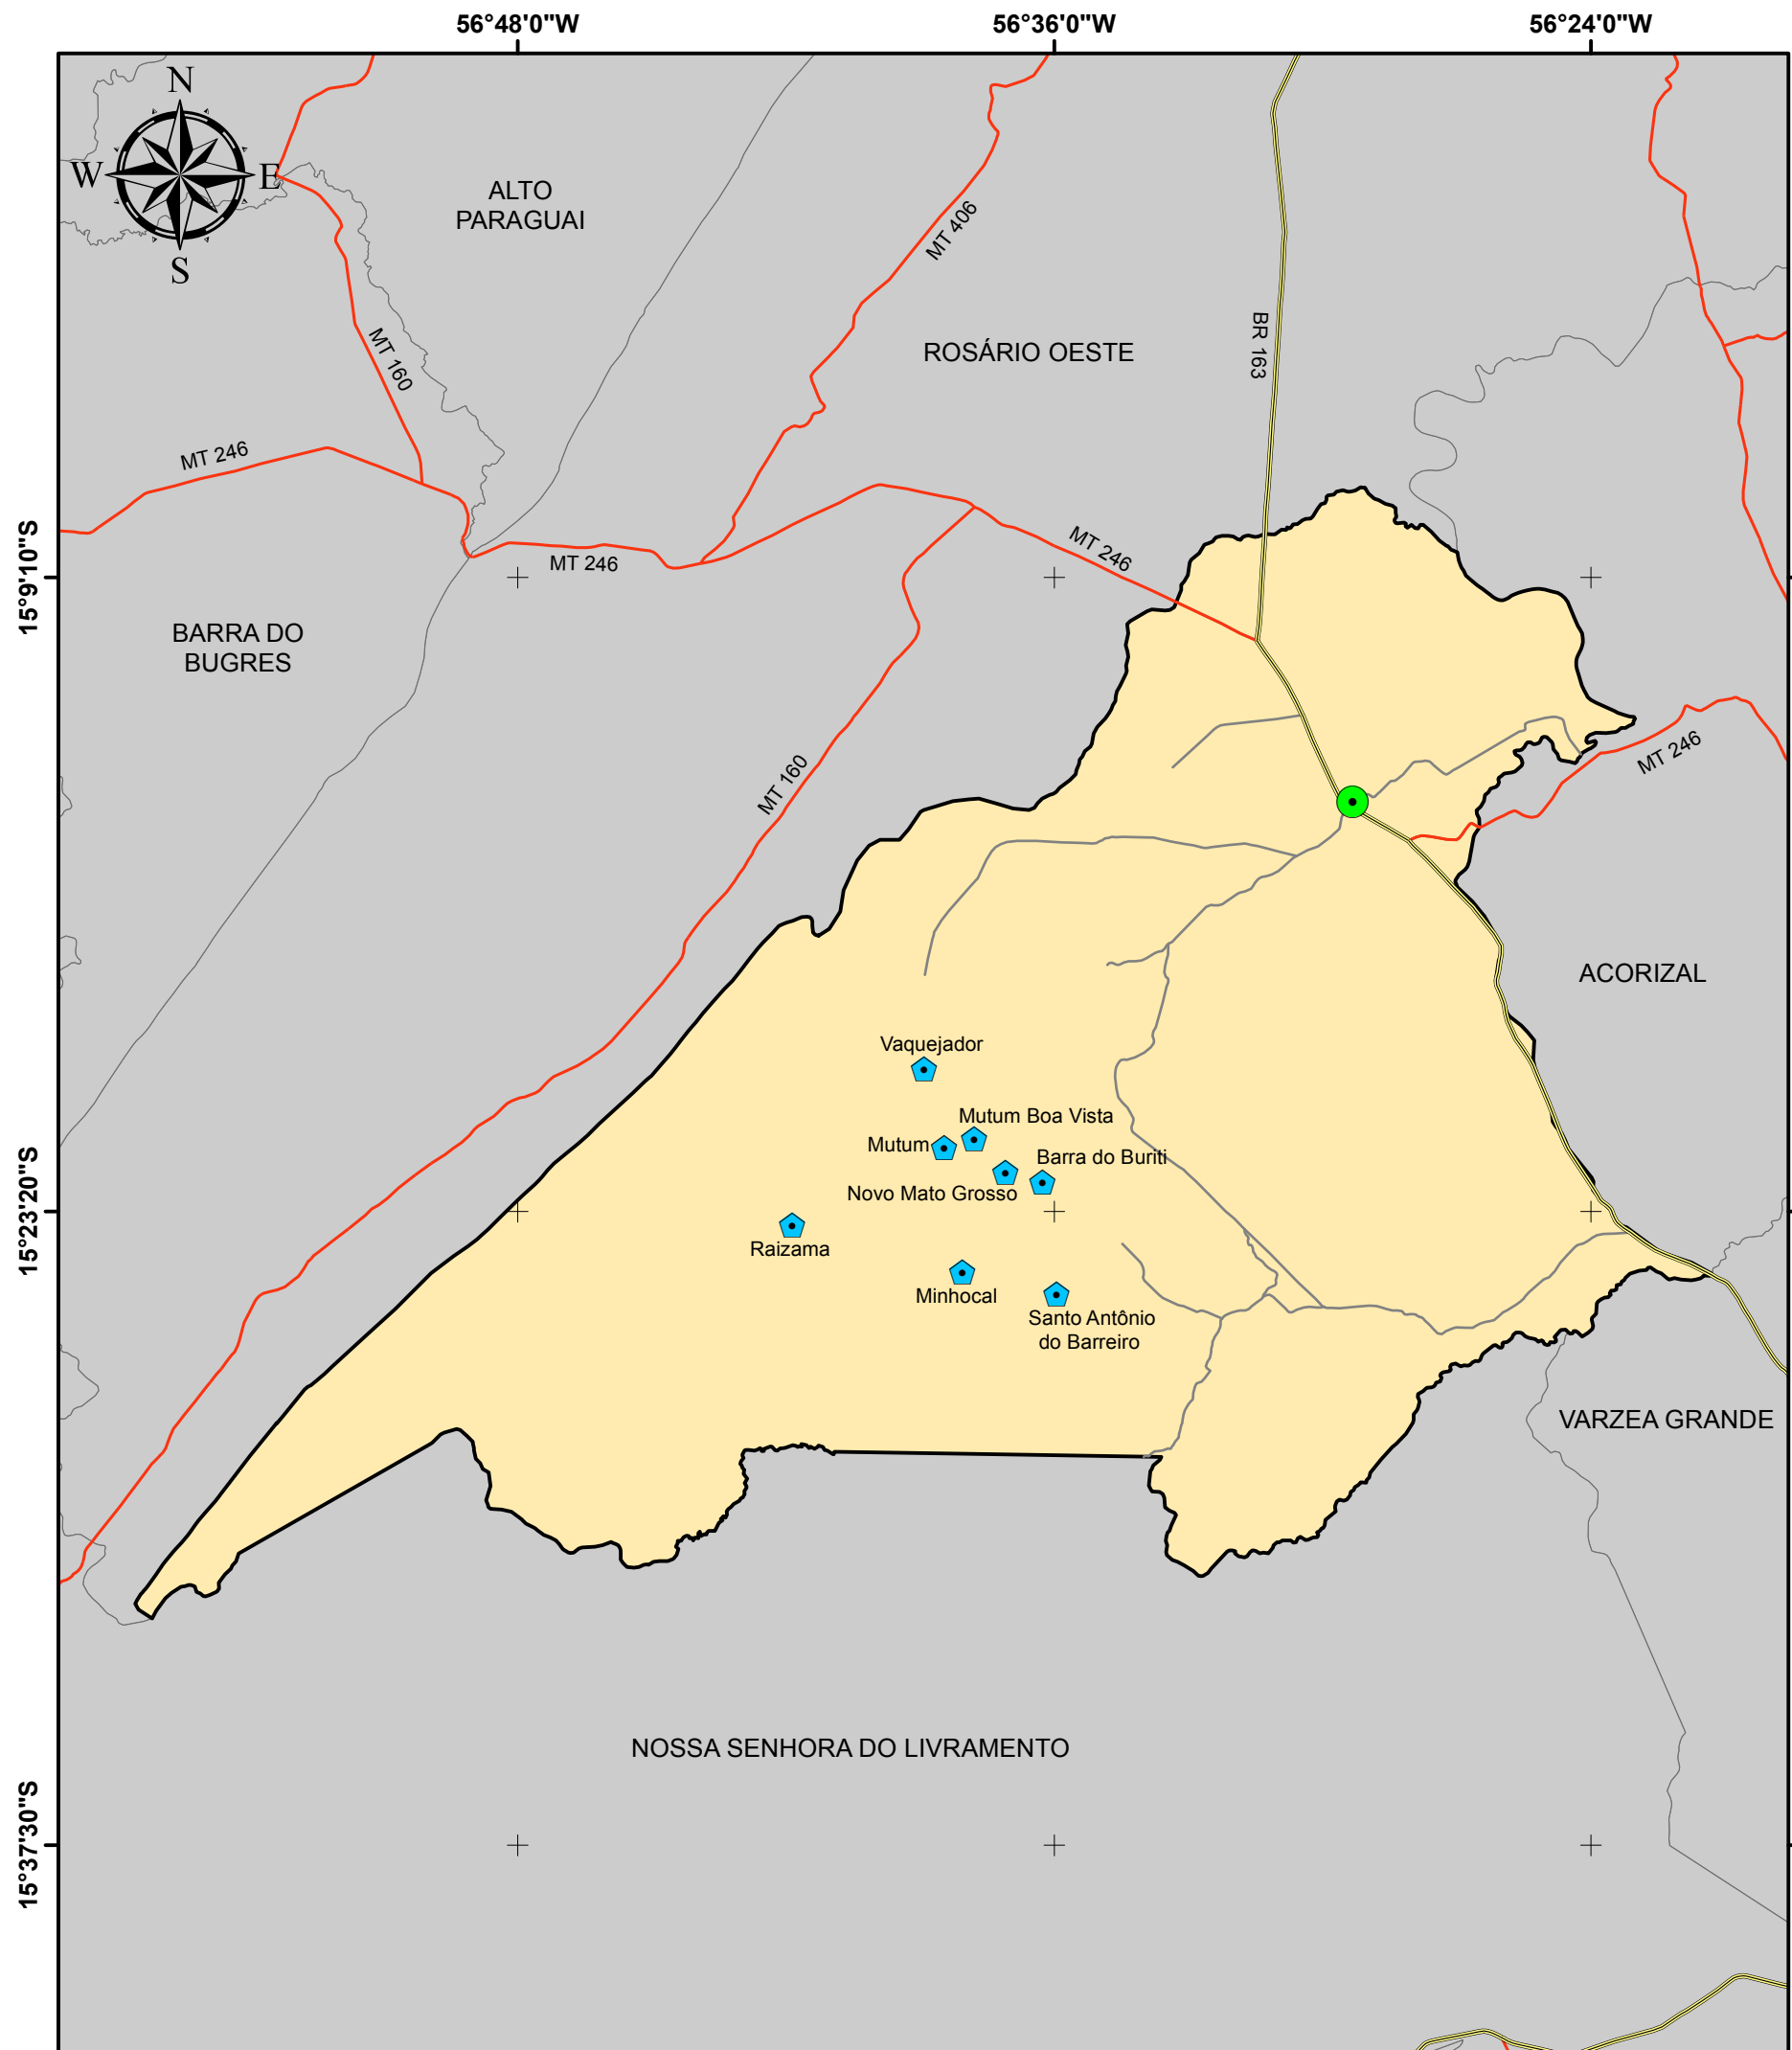 56°48'0"W
56°36'0"W
56°24'0"W
N
W
E
S
ALTO
PARAGUAI
MT 406
ROSÁRIO OESTE
BR 163
MT 160
MT 246
MT 246
MT 246
15°9'10"S
BARRA DO
BUGRES
MT 246
MT 160
ACORIZAL
Vaquejador
Mutum Boa Vista
Mutum
Barra do Buriti
Novo Mato Grosso
15°23'20"S
Raizama
Minhocal
Santo Antônio
do Barreiro
VARZEA GRANDE
NOSSA SENHORA DO LIVRAMENTO
15°37'30"S